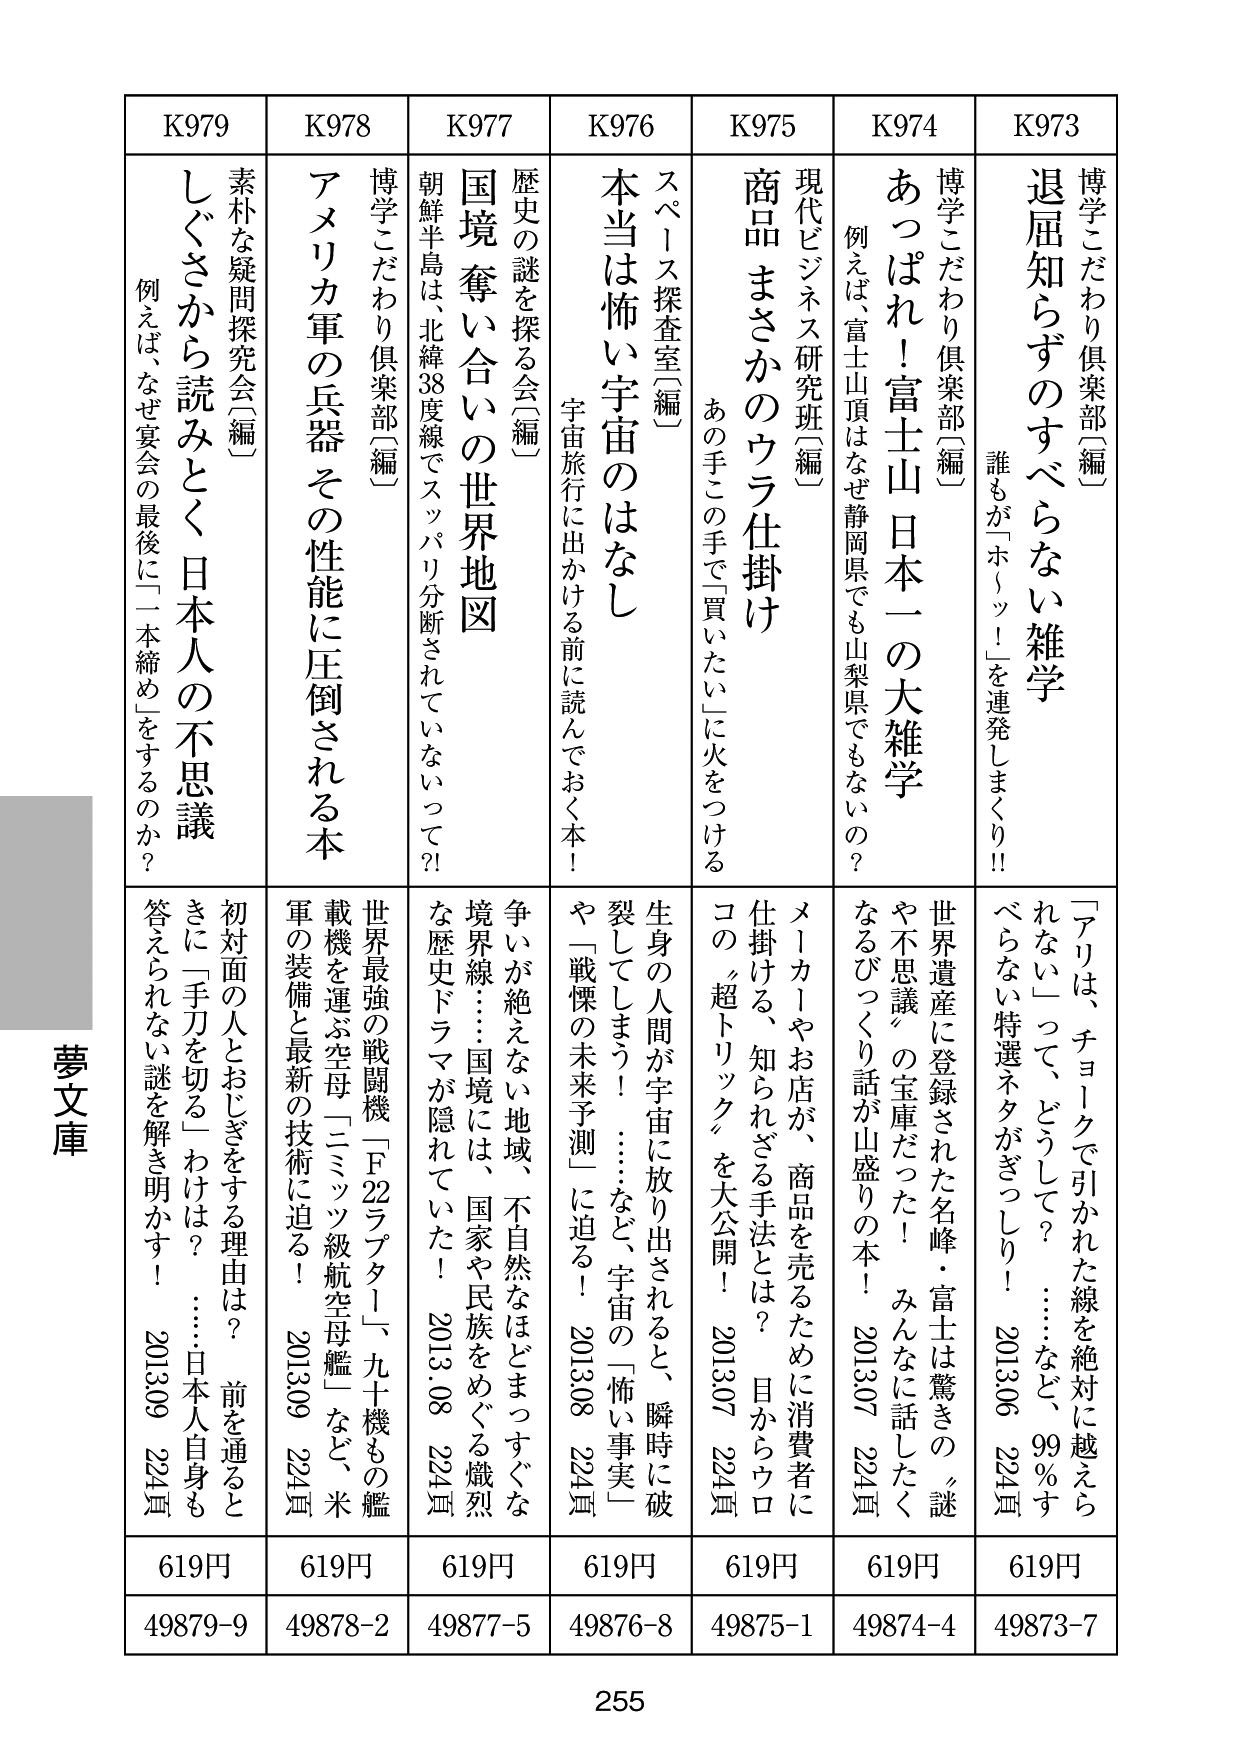 K973
博学こだわり倶楽部〔編〕
退屈知らずのすべらない雑学
誰もが「ホ〜ッ！」を連発しまくり!!
「アリは、チョークで引かれた線を絶対に越えら
れない」って、どうして？　……など、99％す
べらない特選ネタがぎっしり！　2013.06　224頁
619円
49873-7
K974
博学こだわり倶楽部〔編〕
あっぱれ！富士山 日本一の大雑学
例えば、富士山頂はなぜ静岡県でも山梨県でもないの？
世界遺産に登録された名峰・富士は驚きの〝謎
や不思議〟の宝庫だった！　みんなに話したく
なるびっくり話が山盛りの本！　2013.07　224頁
619円
49874-4
K975
現代ビジネス研究班〔編〕
商品 まさかのウラ仕掛け
あの手この手で「買いたい」に火をつける
メーカーやお店が、商品を売るために消費者に
仕掛ける、知られざる手法とは？　目からウロ
コの〝超トリック〟を大公開！　2013.07　224頁
619円
49875-1
K976
スペース探査室〔編〕
本当は怖い宇宙のはなし
宇宙旅行に出かける前に読んでおく本！
生身の人間が宇宙に放り出されると、瞬時に破
裂してしまう！　……など、宇宙の「怖い事実」
や「戦慄の未来予測」に迫る！　2013.08　224頁
619円
49876-8
K977
歴史の謎を探る会〔編〕
国境 奪い合いの世界地図
朝鮮半島は、北緯38度線でスッパリ分断されていないって?!
争いが絶えない地域、不自然なほどまっすぐな
境界線……国境には、国家や民族をめぐる熾烈
な歴史ドラマが隠れていた！　2013.08　224頁
619円
49877-5
K978
博学こだわり倶楽部〔編〕
アメリカ軍の兵器 その性能に圧倒される本
世界最強の戦闘機「F22ラプター」、九十機もの艦
載機を運ぶ空母「ニミッツ級航空母艦」など、米
軍の装備と最新の技術に迫る！　2013.09　224頁
619円
49878-2
K979
素朴な疑問探究会〔編〕
しぐさから読みとく 日本人の不思議
例えば、なぜ宴会の最後に「一本締め」をするのか？
初対面の人とおじぎをする理由は？　前を通ると
きに「手刀を切る」わけは？　……日本人自身も
答えられない謎を解き明かす！　2013.09　224頁
619円
49879-9
夢文庫
255